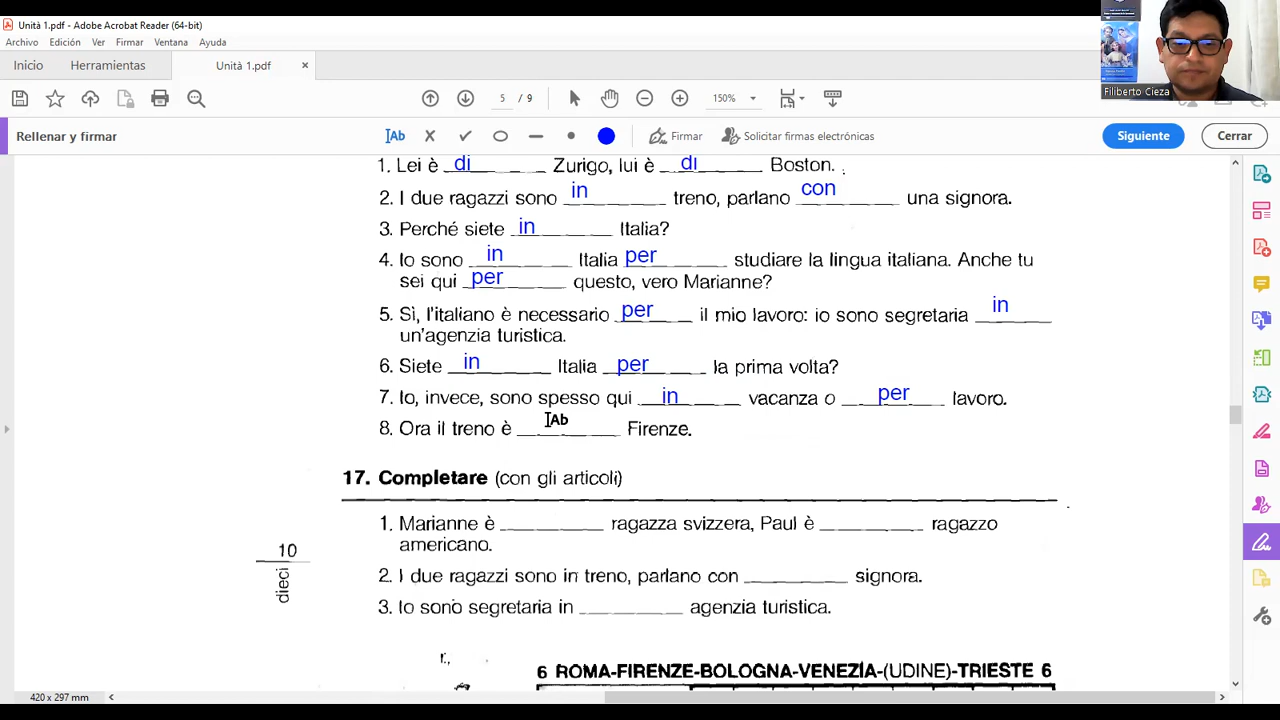 Unità 1.pdf - Adobe Acrobat Reader (64-bit)
Archivo Edición Ver Firmar Ventana Ayuda
Inicio Herramientas Unità 1.pdf ×
5 / 9 150%
Rellenar y firmar Ab Firmar Solicitar firmas electrónicas Siguiente Cerrar
Filiberto Cieza
1. Lei è di Zurigo, lui è di Boston.
2. I due ragazzi sono in treno, parlano con una signora.
3. Perché siete in Italia?
4. Io sono in Italia per studiare la lingua italiana. Anche tu
sei qui per questo, vero Marianne?
5. Sì, l'italiano è necessario per il mio lavoro: io sono segretaria in
un'agenzia turistica.
6. Siete in Italia per la prima volta?
7. Io, invece, sono spesso qui in vacanza o per lavoro.
Ab
8. Ora il treno è ________ Firenze.
17. Completare (con gli articoli)
1. Marianne è ________ ragazza svizzera, Paul è ________ ragazzo
americano.
2. I due ragazzi sono in treno, parlano con ________ signora.
3. Io sono segretaria in ________ agenzia turistica.
10
dieci
6 ROMA-FIRENZE-BOLOGNA-VENEZIA-(UDINE)-TRIESTE 6
420 x 297 mm